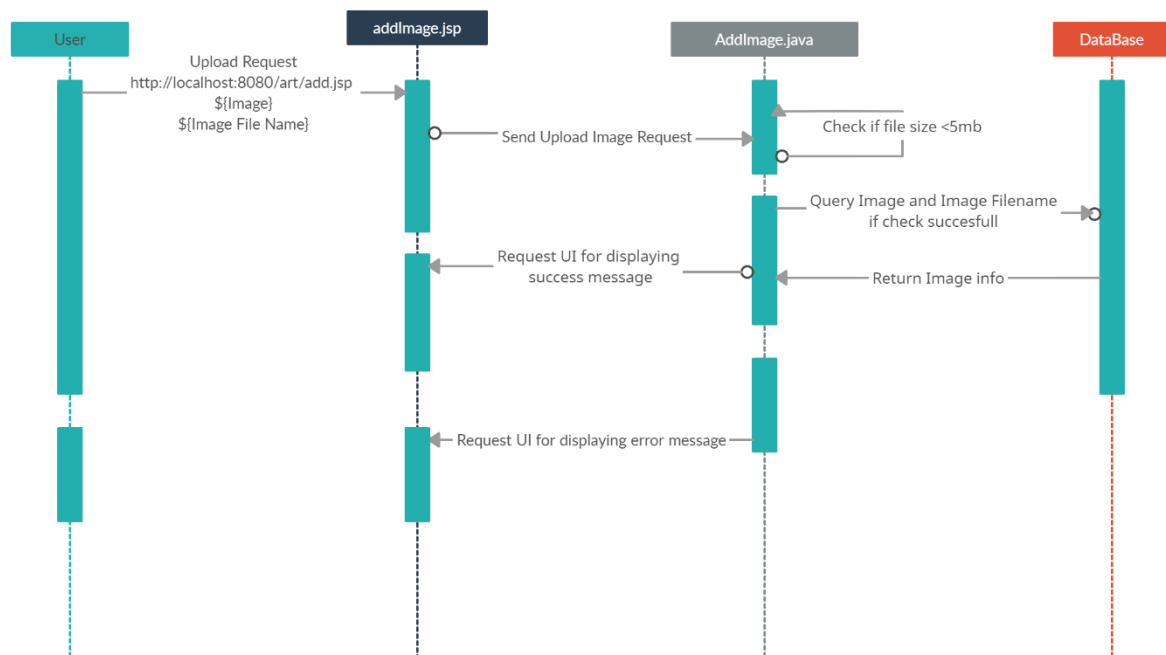 User
addImage.jsp
AddImage.java
DataBase
Upload Request
http://localhost:8080/art/add.jsp
${Image}
${Image File Name}
Send Upload Image Request
Check if file size <5mb
Query Image and Image Filename
if check succesfull
Request UI for displaying
success message
Return Image info
Request UI for displaying error message